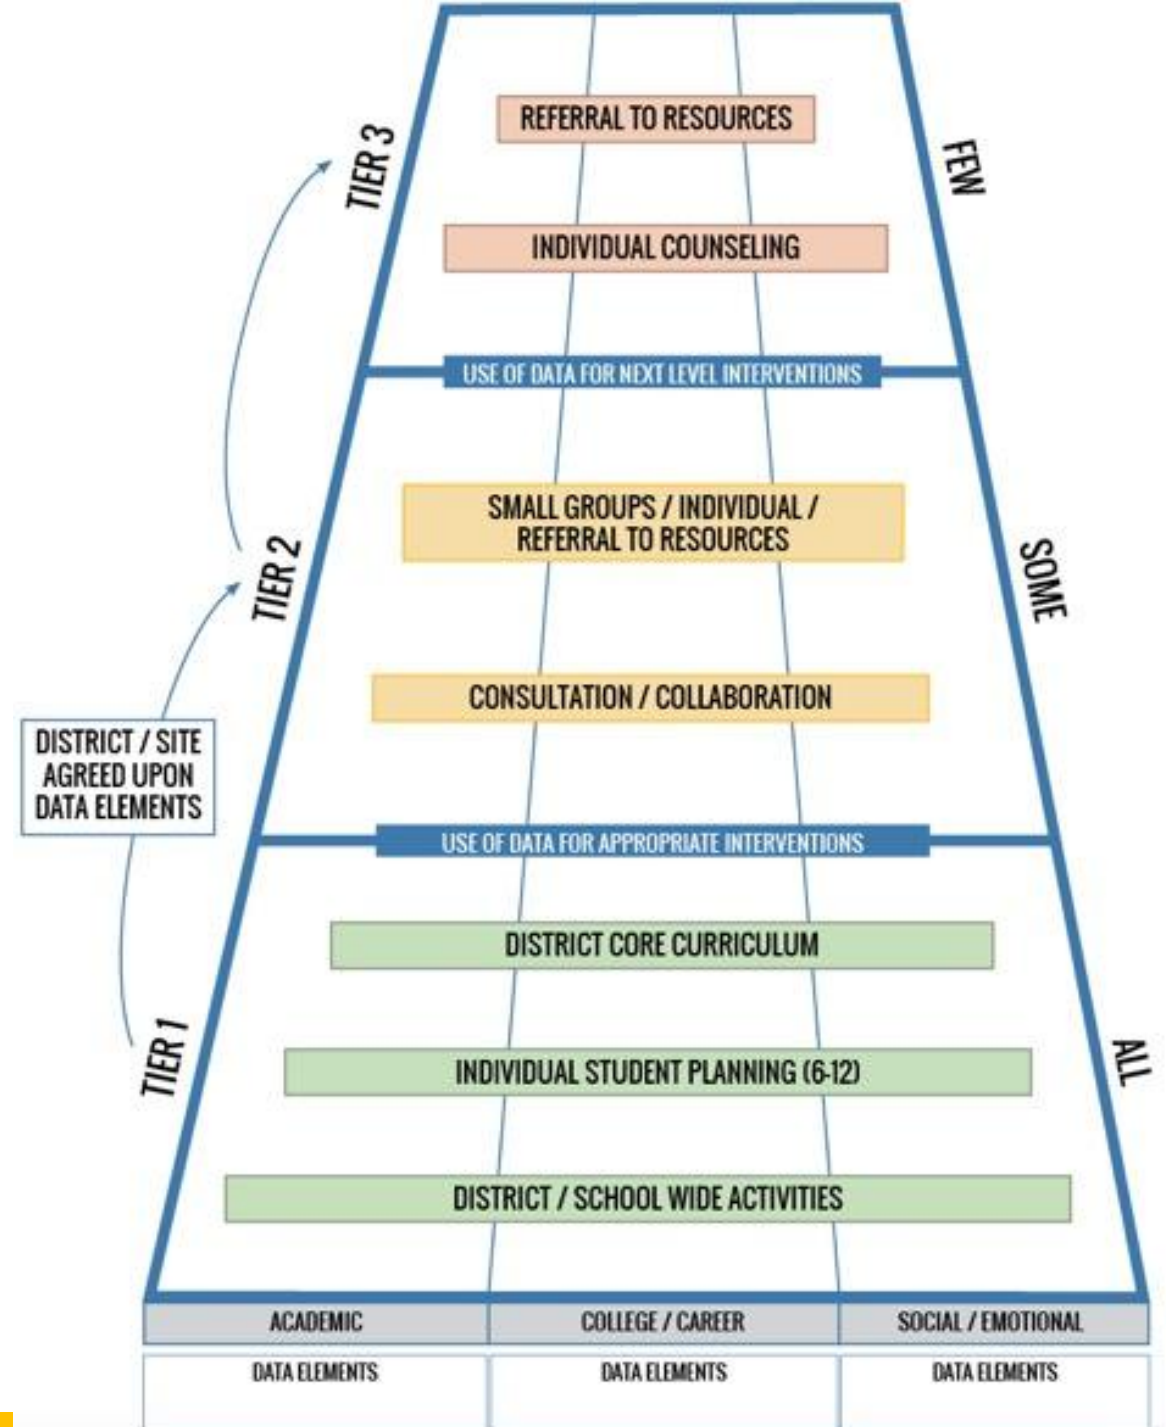 REFERRAL TO RESOURCES
TIER 3
FEW
INDIVIDUAL COUNSELING
USE OF DATA FOR NEXT LEVEL INTERVENTIONS
SMALL GROUPS / INDIVIDUAL /
REFERRAL TO RESOURCES
TIER 2
SOME
CONSULTATION / COLLABORATION
DISTRICT / SITE
AGREED UPON
DATA ELEMENTS
USE OF DATA FOR APPROPRIATE INTERVENTIONS
DISTRICT CORE CURRICULUM
TIER 1
ALL
INDIVIDUAL STUDENT PLANNING (6-12)
DISTRICT / SCHOOL WIDE ACTIVITIES
ACADEMIC
COLLEGE / CAREER
SOCIAL / EMOTIONAL
DATA ELEMENTS
DATA ELEMENTS
DATA ELEMENTS